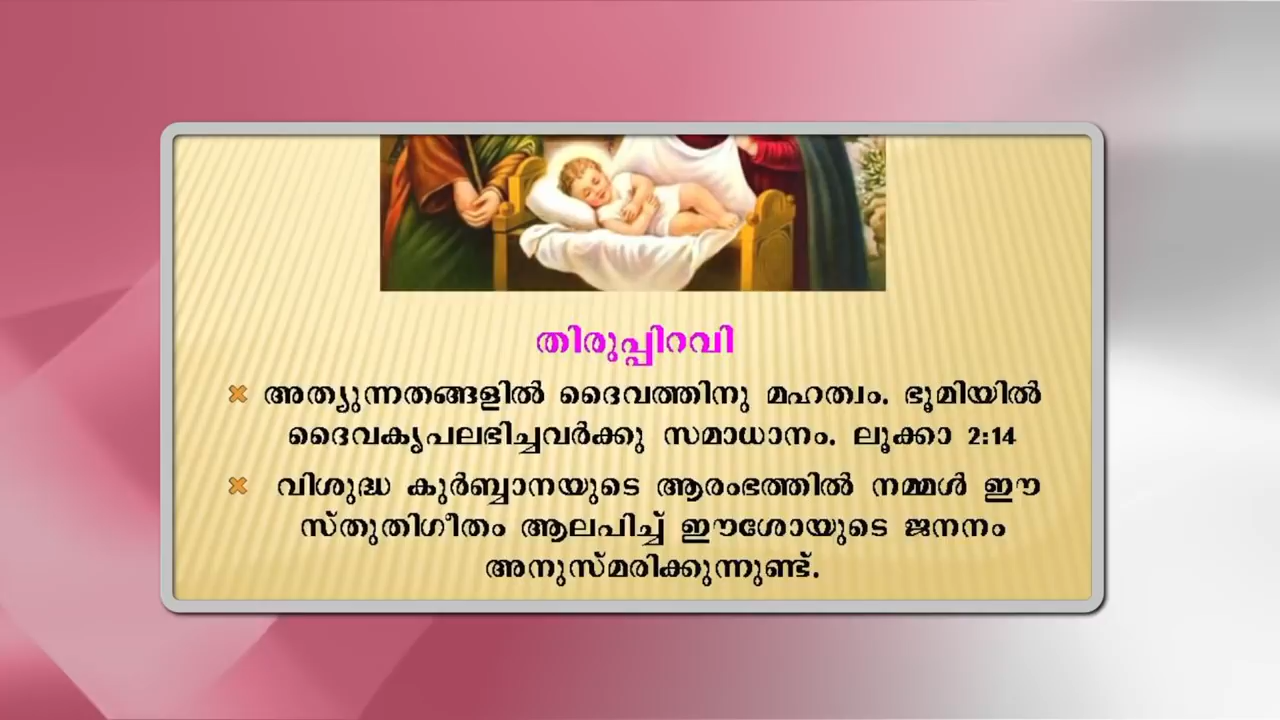 തിരുപ്പിറവി
അത്യുന്നതങ്ങളിൽ ദൈവത്തിനു മഹത്വം. ഭൂമിയിൽ
ദൈവകൃപലഭിച്ചവർക്കു സമാധാനം. ലൂക്കാ 2:14
വിശുദ്ധ കുർബ്ബാനയുടെ ആരംഭത്തിൽ നമ്മൾ ഈ
സ്തുതിഗീതം ആലപിച്ച് ഈശോയുടെ ജനനം
അനുസ്മരിക്കുന്നുണ്ട്.